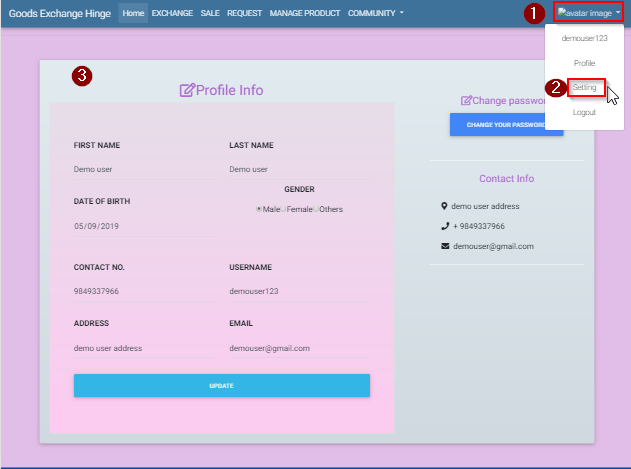 Goods Exchange Hinge Home EXCHANGE SALE REQUEST MANAGE PRODUCT COMMUNITY 1 avatar image
demouser123
Profile
2 Setting
Logout
3
Profile Info
FIRST NAME LAST NAME
Demo user Demo user
DATE OF BIRTH GENDER
05/09/2019 Male Female Others
CONTACT NO. USERNAME
9849337966 demouser123
ADDRESS EMAIL
demo user address demouser@gmail.com
UPDATE
Change passwor
CHANGE YOUR PASSWORD
Contact Info
demo user address
+ 9849337966
demouser@gmail.com